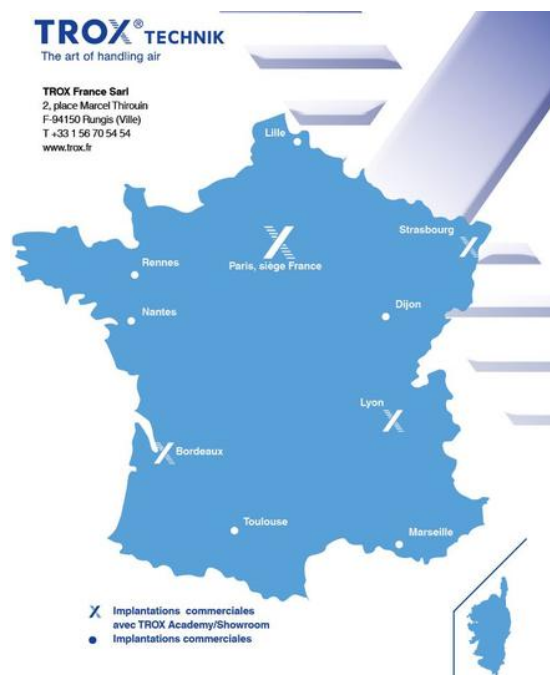 TROX® TECHNIK
The art of handling air
TROX France Sarl
2, place Marcel Thirouin
F-94150 Rungis (Ville)
T +33 1 56 70 54 54
www.trox.fr
Lille
Strasbourg
Paris, siège France
Rennes
Nantes
Dijon
Lyon
Bordeaux
Toulouse
Marseille
Implantations commerciales
avec TROX Academy/Showroom
Implantations commerciales